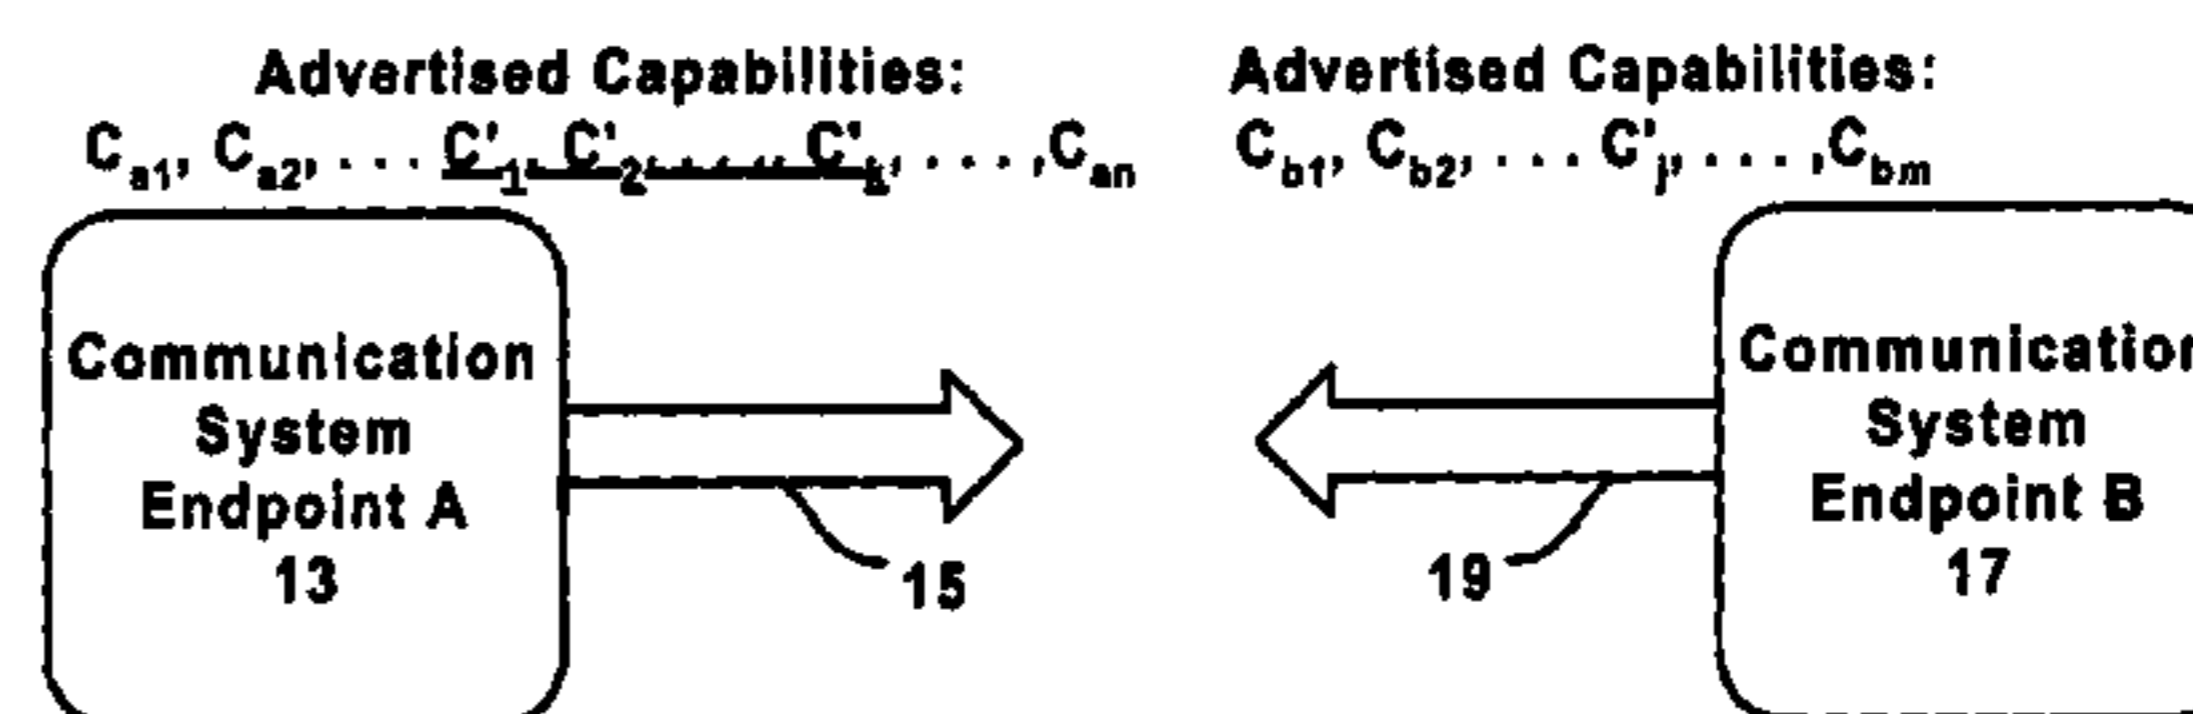 Advertised Capabilities:
Ca1, Ca2, . . . C'1, C'2, . . . , C'k, . . . ,Can
Advertised Capabilities:
Cb1, Cb2, . . . C'j, . . . ,Cbm
Communication
System
Endpoint A
13
15
19
Communication
System
Endpoint B
17